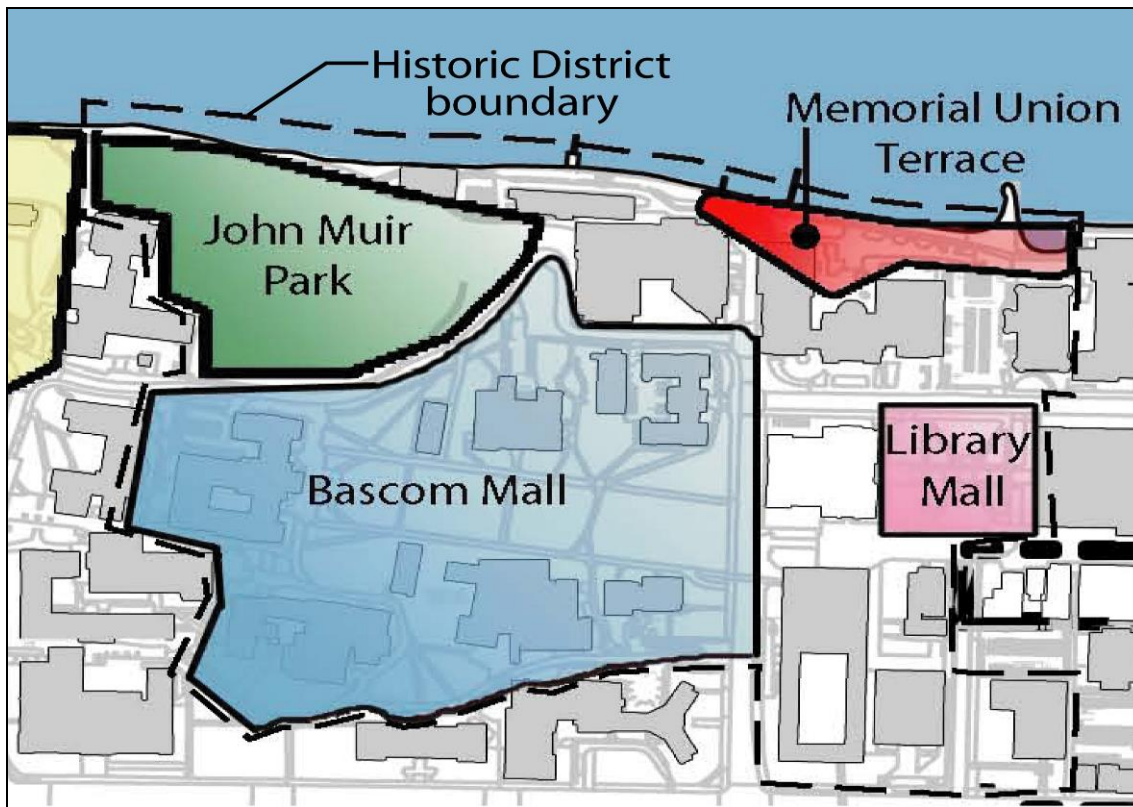 Historic District
boundary
Memorial Union
Terrace
John Muir
Park
Library
Mall
Bascom Mall